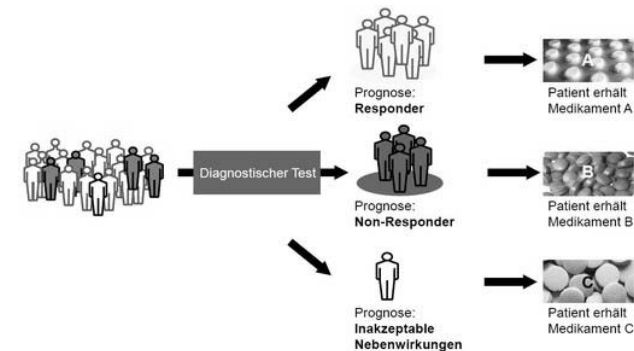 A
Prognose:
Responder
Patient erhält
Medikament A
Diagnostischer Test
B
Prognose:
Non-Responder
Patient erhält
Medikament B
C
Prognose:
Inakzeptable
Nebenwirkungen
Patient erhält
Medikament C